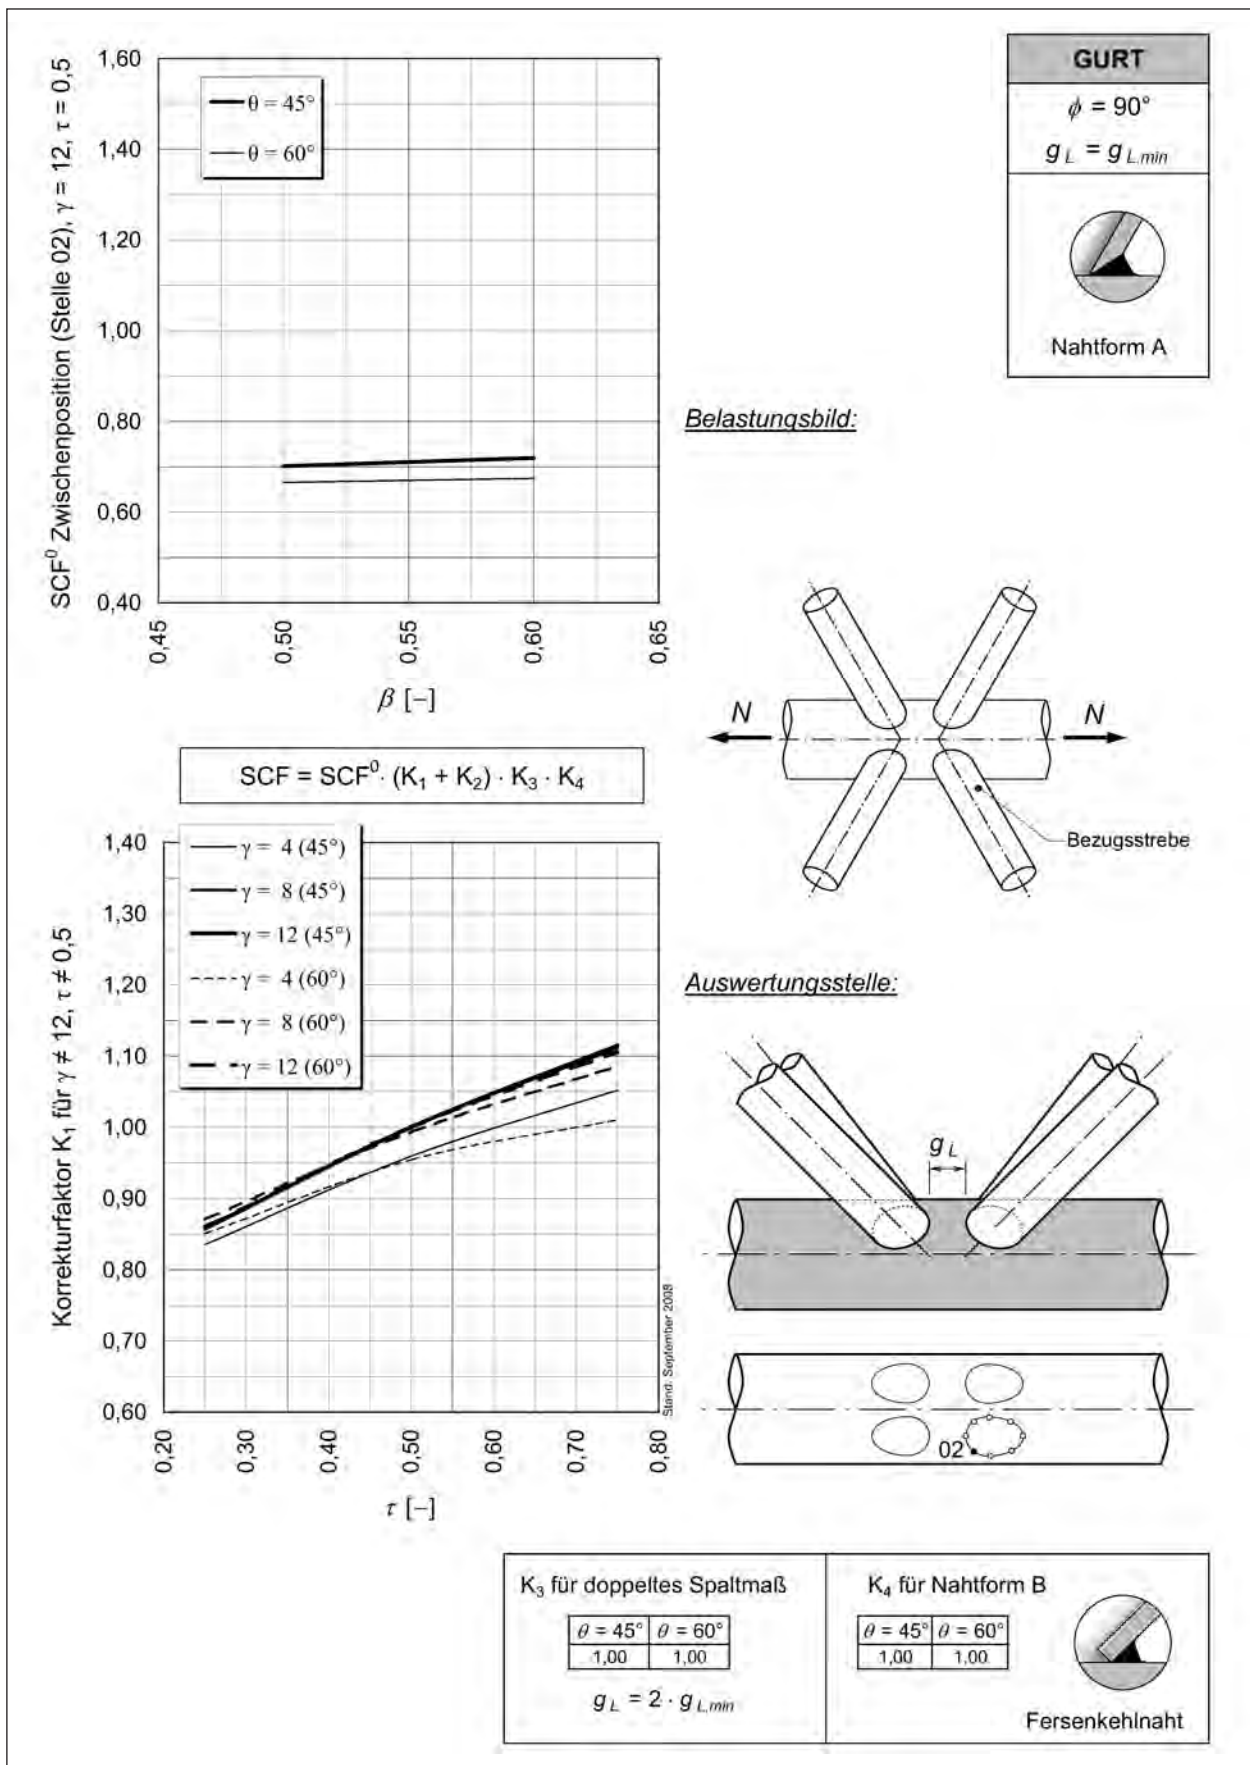 SCF⁰ Zwischenposition (Stelle 02), γ = 12, τ = 0,5
1,60
1,40
1,20
1,00
0,80
0,60
0,40
θ = 45°
θ = 60°
0,45
0,50
0,55
0,60
0,65
β [–]
GURT
ϕ = 90°
g L = g L,min
Nahtform A
Belastungsbild:
N
N
Bezugsstrebe
SCF = SCF⁰ · (K₁ + K₂) · K₃ · K₄
Korrekturfaktor K₁ für γ ≠ 12, τ ≠ 0,5
1,40
1,30
1,20
1,10
1,00
0,90
0,80
0,70
0,60
γ = 4 (45°)
γ = 8 (45°)
γ = 12 (45°)
γ = 4 (60°)
γ = 8 (60°)
γ = 12 (60°)
0,20
0,30
0,40
0,50
0,60
0,70
0,80
τ [–]
Stand: September 2008
Auswertungsstelle:
g L
02
K₃ für doppeltes Spaltmaß
θ = 45° θ = 60°
1,00 1,00
g L = 2 · g L,min
K₄ für Nahtform B
θ = 45° θ = 60°
1,00 1,00
Fersenkehlnaht